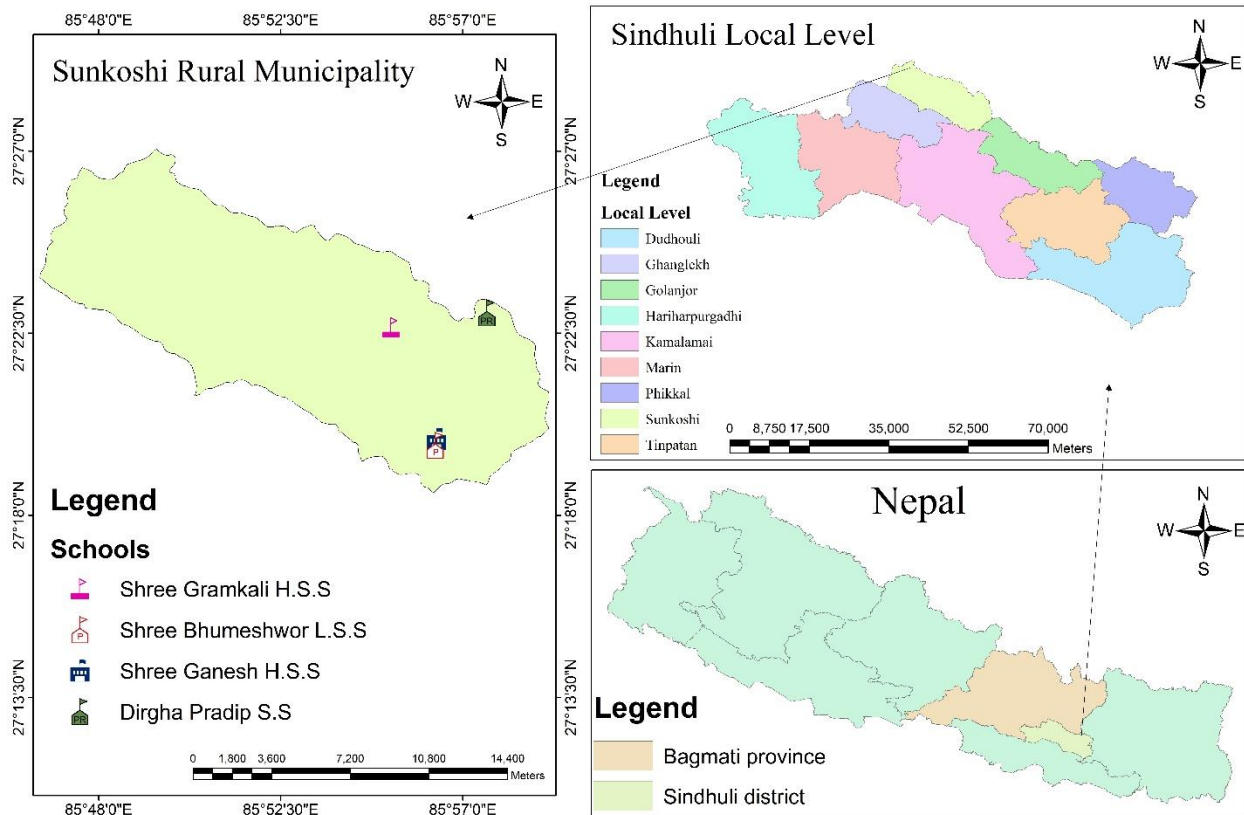 85°48'0"E 85°52'30"E 85°57'0"E
Sunkoshi Rural Municipality
N
W E
S
27°27'0"N
27°27'0"N
27°22'30"N
27°22'30"N
27°18'0"N
27°18'0"N
27°13'30"N
27°13'30"N
PR
P
Legend
Schools
Shree Gramkali H.S.S
P Shree Bhumeshwor L.S.S
Shree Ganesh H.S.S
PR Dirgha Pradip S.S
0 1,800 3,600 7,200 10,800 14,400
Meters
85°48'0"E 85°52'30"E 85°57'0"E
Sindhuli Local Level
N
W E
S
Legend
Local Level
Dudhouli
Ghanglekh
Golanjor
Hariharpurgadhi
Kamalamai
Marin
Phikkal
Sunkoshi
Tinpatan
0 8,750 17,500 35,000 52,500 70,000
Meters
Nepal
N
W E
S
Legend
Bagmati province
Sindhuli district